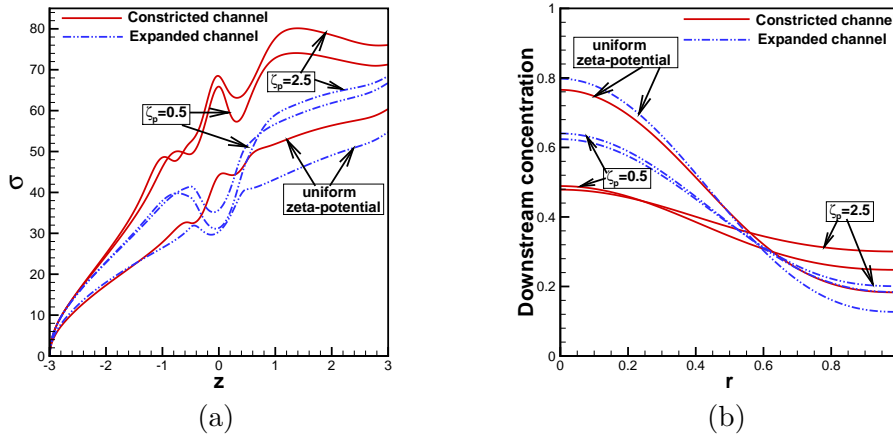 σ
80
70
60
50
40
30
20
10
0
-3
-2
-1
0
1
2
3
z
Constricted channel
Expanded channel
ζp=2.5
ζp=0.5
uniform
zeta-potential
(a)
Downstream concentration
1
0.8
0.6
0.4
0.2
0
0
0.2
0.4
0.6
0.8
r
Constricted channel
Expanded channel
uniform
zeta-potential
ζp=0.5
ζp=2.5
(b)